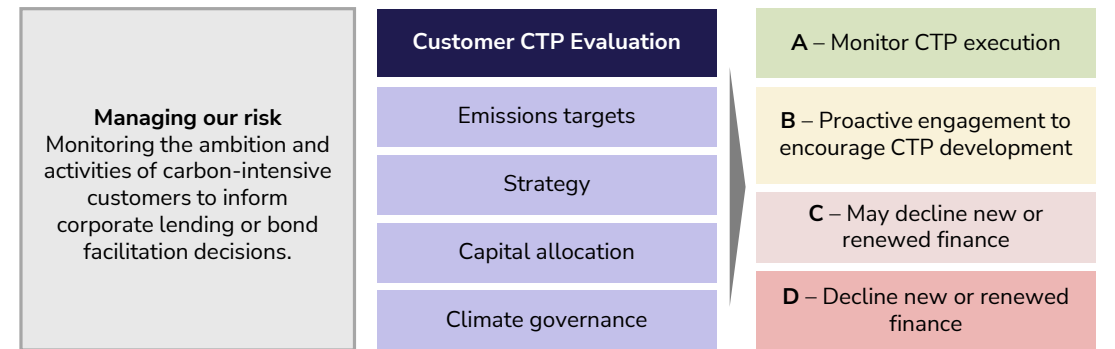 Managing our risk
Monitoring the ambition and
activities of carbon-intensive
customers to inform
corporate lending or bond
facilitation decisions.
Customer CTP Evaluation
Emissions targets
Strategy
Capital allocation
Climate governance
A – Monitor CTP execution
B – Proactive engagement to
encourage CTP development
C – May decline new or
renewed finance
D – Decline new or renewed
finance